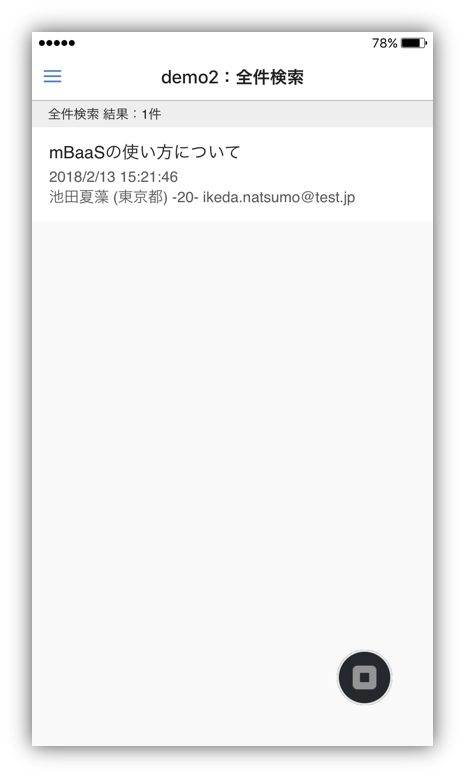 78%
demo2：全件検索
全件検索 結果：1件
mBaaSの使い方について
2018/2/13 15:21:46
池田夏藻 (東京都) -20- ikeda.natsumo@test.jp